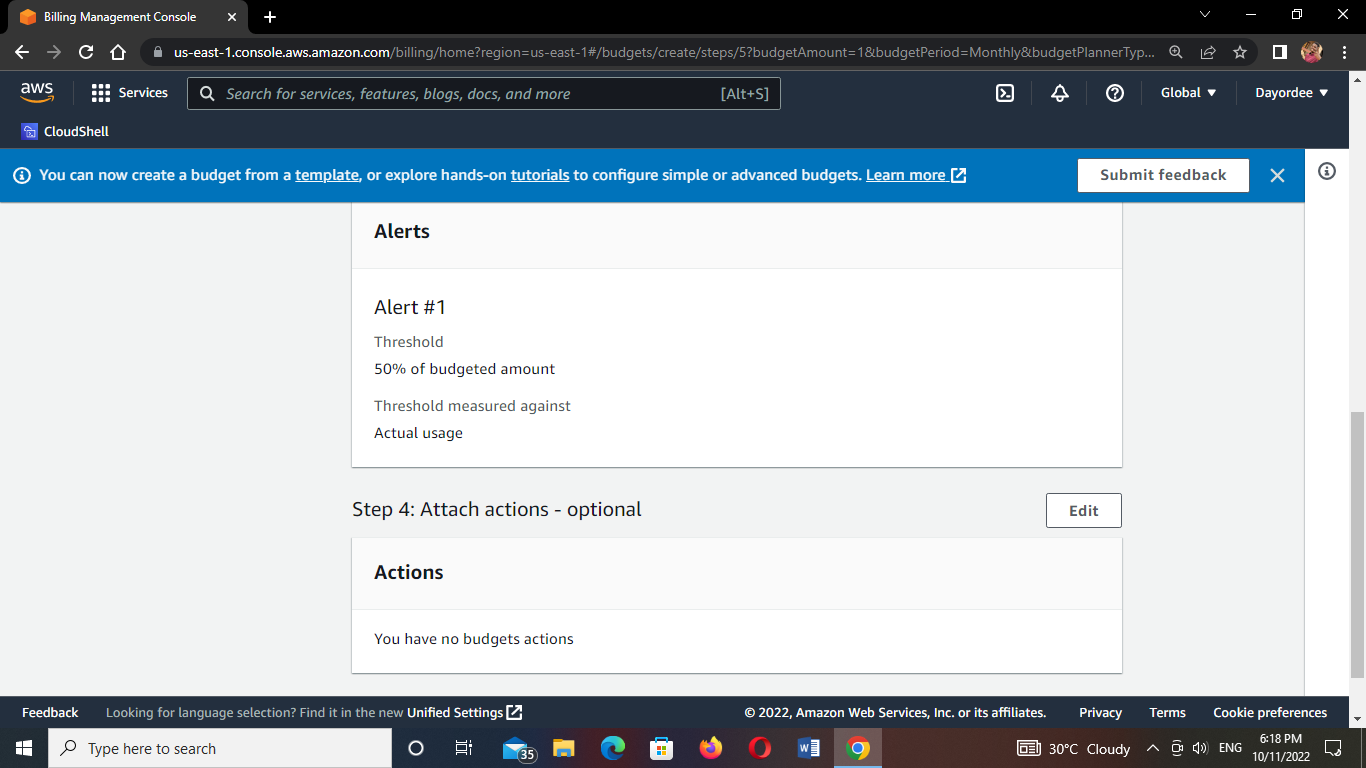 Billing Management Console
us-east-1.console.aws.amazon.com/billing/home?region=us-east-1#/budgets/create/steps/5?budgetAmount=1&budgetPeriod=Monthly&budgetPlannerTyp...
aws Services Search for services, features, blogs, docs, and more [Alt+S] Global Dayordee
CloudShell
You can now create a budget from a template, or explore hands-on tutorials to configure simple or advanced budgets. Learn more Submit feedback
Alerts
Alert #1
Threshold
50% of budgeted amount
Threshold measured against
Actual usage
Step 4: Attach actions - optional Edit
Actions
You have no budgets actions
Feedback Looking for language selection? Find it in the new Unified Settings © 2022, Amazon Web Services, Inc. or its affiliates. Privacy Terms Cookie preferences
Type here to search 35 30°C Cloudy ENG 6:18 PM
10/11/2022